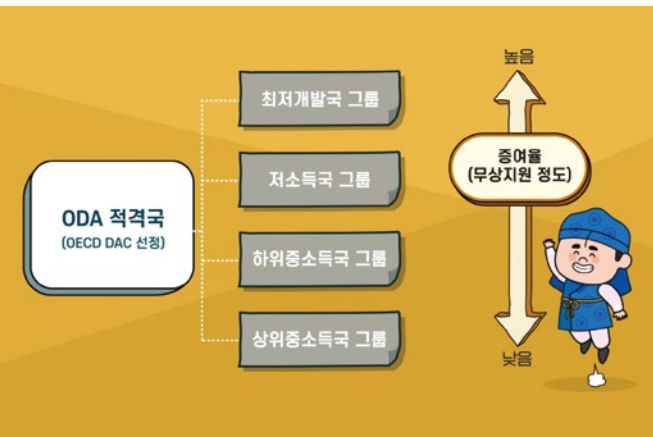 ODA 적격국
(OECD DAC 선정)
최저개발국 그룹
저소득국 그룹
하위중소득국 그룹
상위중소득국 그룹
높음
증여율
(무상지원 정도)
낮음